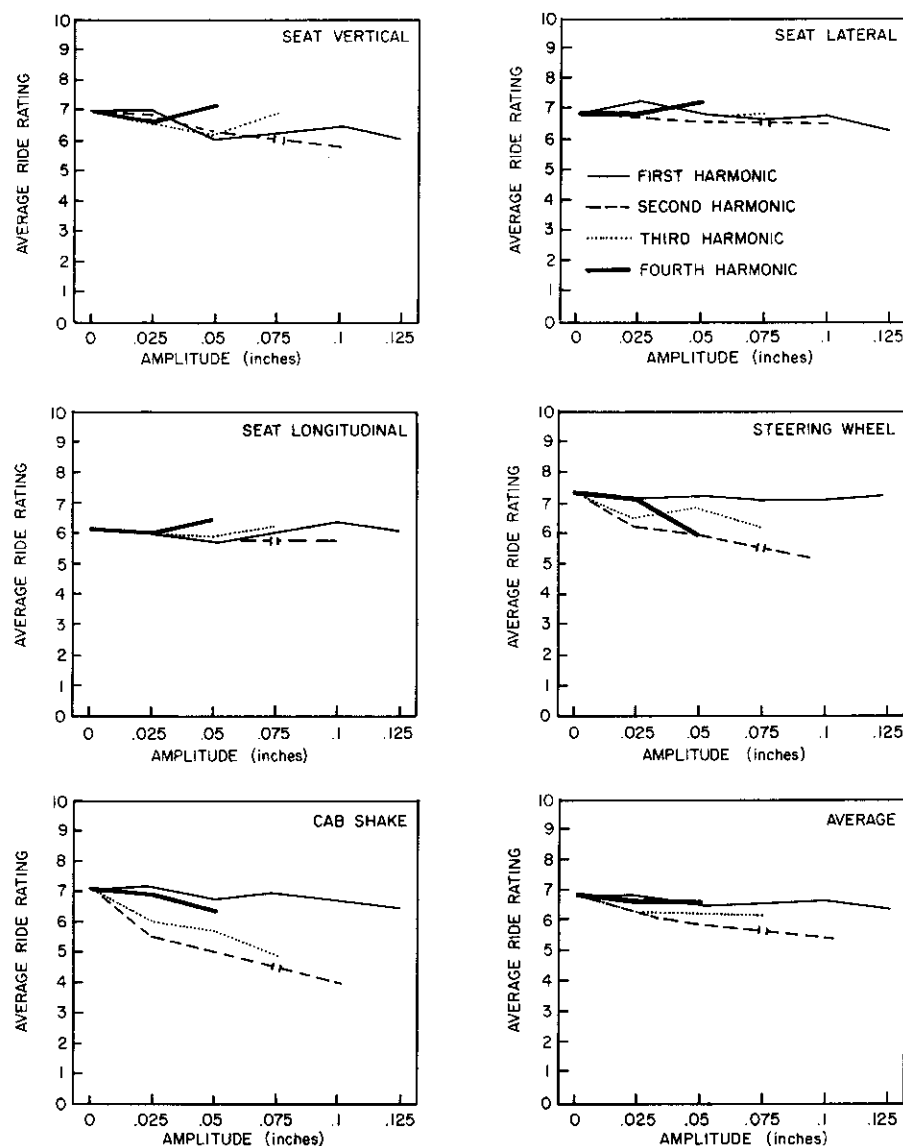 SEAT VERTICAL
AVERAGE RIDE RATING
10
9
8
7
6
5
4
3
2
1
0
0 .025 .05 .075 .1 .125
AMPLITUDE (inches)
SEAT LATERAL
AVERAGE RIDE RATING
10
9
8
7
6
5
4
3
2
1
0
FIRST HARMONIC
SECOND HARMONIC
THIRD HARMONIC
FOURTH HARMONIC
0 .025 .05 .075 .1 .125
AMPLITUDE (inches)
SEAT LONGITUDINAL
AVERAGE RIDE RATING
10
9
8
7
6
5
4
3
2
1
0
0 .025 .05 .075 .1 .125
AMPLITUDE (inches)
STEERING WHEEL
AVERAGE RIDE RATING
10
9
8
7
6
5
4
3
2
1
0
0 .025 .05 .075 .1 .125
AMPLITUDE (inches)
CAB SHAKE
AVERAGE RIDE RATING
10
9
8
7
6
5
4
3
2
1
0
0 .025 .05 .075 .1 .125
AMPLITUDE (inches)
AVERAGE
AVERAGE RIDE RATING
10
9
8
7
6
5
4
3
2
1
0
0 .025 .05 .075 .1 .125
AMPLITUDE (inches)